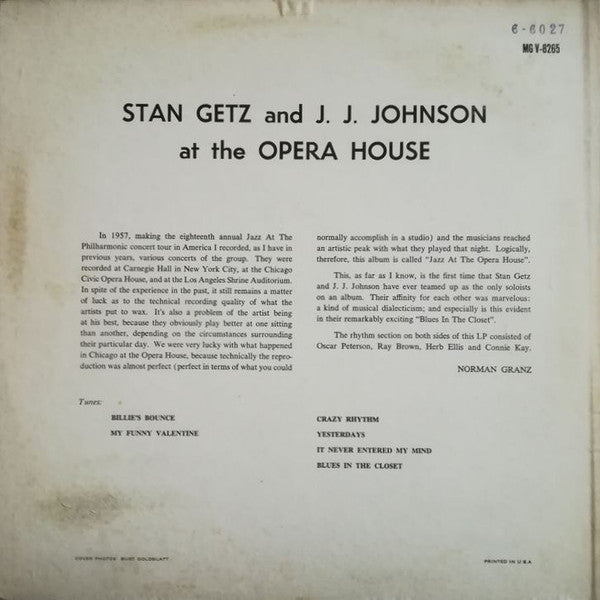 6-6027
MG V-8265
STAN GETZ and J. J. JOHNSON
at the OPERA HOUSE
In 1957, making the eighteenth annual Jazz At The
Philharmonic concert tour in America I recorded, as I have in
previous years, various concerts of the group. They were
recorded at Carnegie Hall in New York City, at the Chicago
Civic Opera House, and at the Los Angeles Shrine Auditorium.
In spite of the experience in the past, it still remains a matter
of luck as to the technical recording quality of what the
artists put to wax. It's also a problem of the artist being
at his best, because they obviously play better at one sitting
than another, depending on the circumstances surrounding
their particular day. We were very lucky with what happened
in Chicago at the Opera House, because technically the repro-
duction was almost perfect (perfect in terms of what you could
normally accomplish in a studio) and the musicians reached
an artistic peak with what they played that night. Logically,
therefore, this album is called "Jazz At The Opera House".
This, as far as I know, is the first time that Stan Getz
and J. J. Johnson have ever teamed up as the only soloists
on an album. Their affinity for each other was marvelous:
a kind of musical dialecticism; and especially is this evident
in their remarkably exciting "Blues In The Closet".
The rhythm section on both sides of this LP consisted of
Oscar Peterson, Ray Brown, Herb Ellis and Connie Kay.
NORMAN GRANZ
Tunes:
BILLIE'S BOUNCE
MY FUNNY VALENTINE
CRAZY RHYTHM
YESTERDAYS
IT NEVER ENTERED MY MIND
BLUES IN THE CLOSET
COVER PHOTOS BURT GOLDBLATT
PRINTED IN U.S.A.